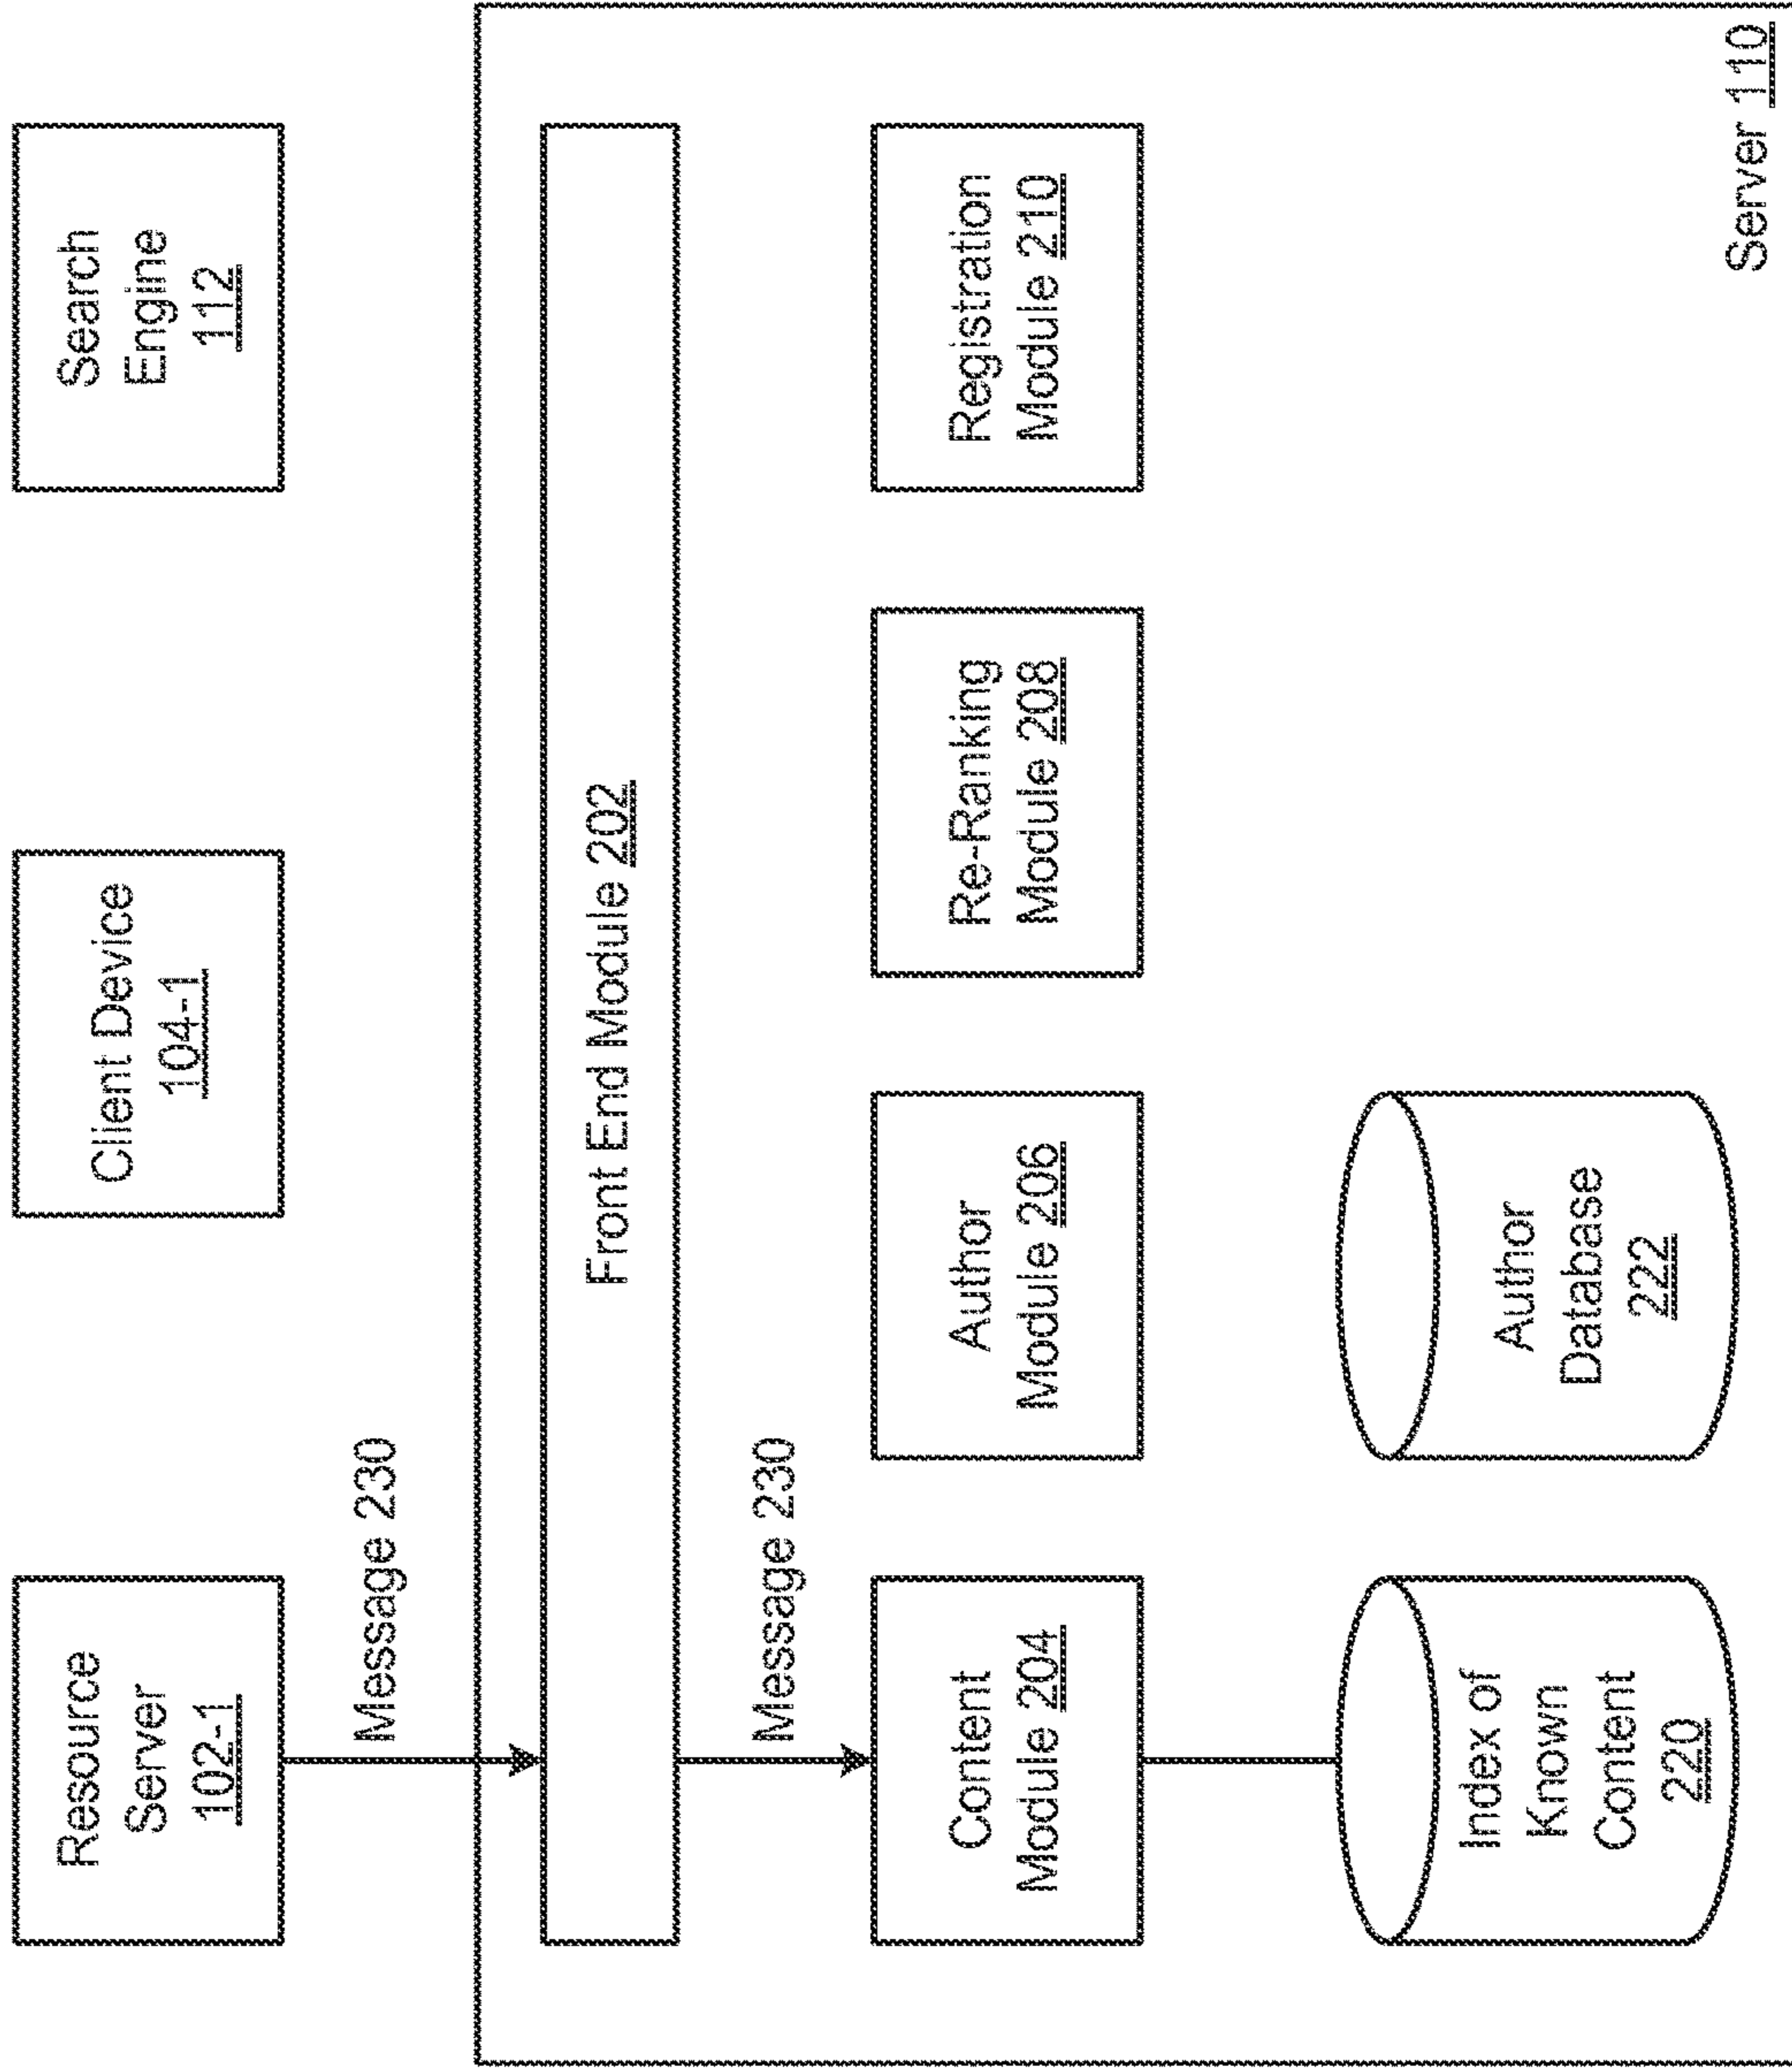 Resource
Server
102-1
Client Device
104-1
Search
Engine
112
Message 230
Front End Module 202
Message 230
Content
Module 204
Author
Module 206
Re-Ranking
Module 208
Registration
Module 210
Index of
Known
Content
220
Author
Database
222
Server 110